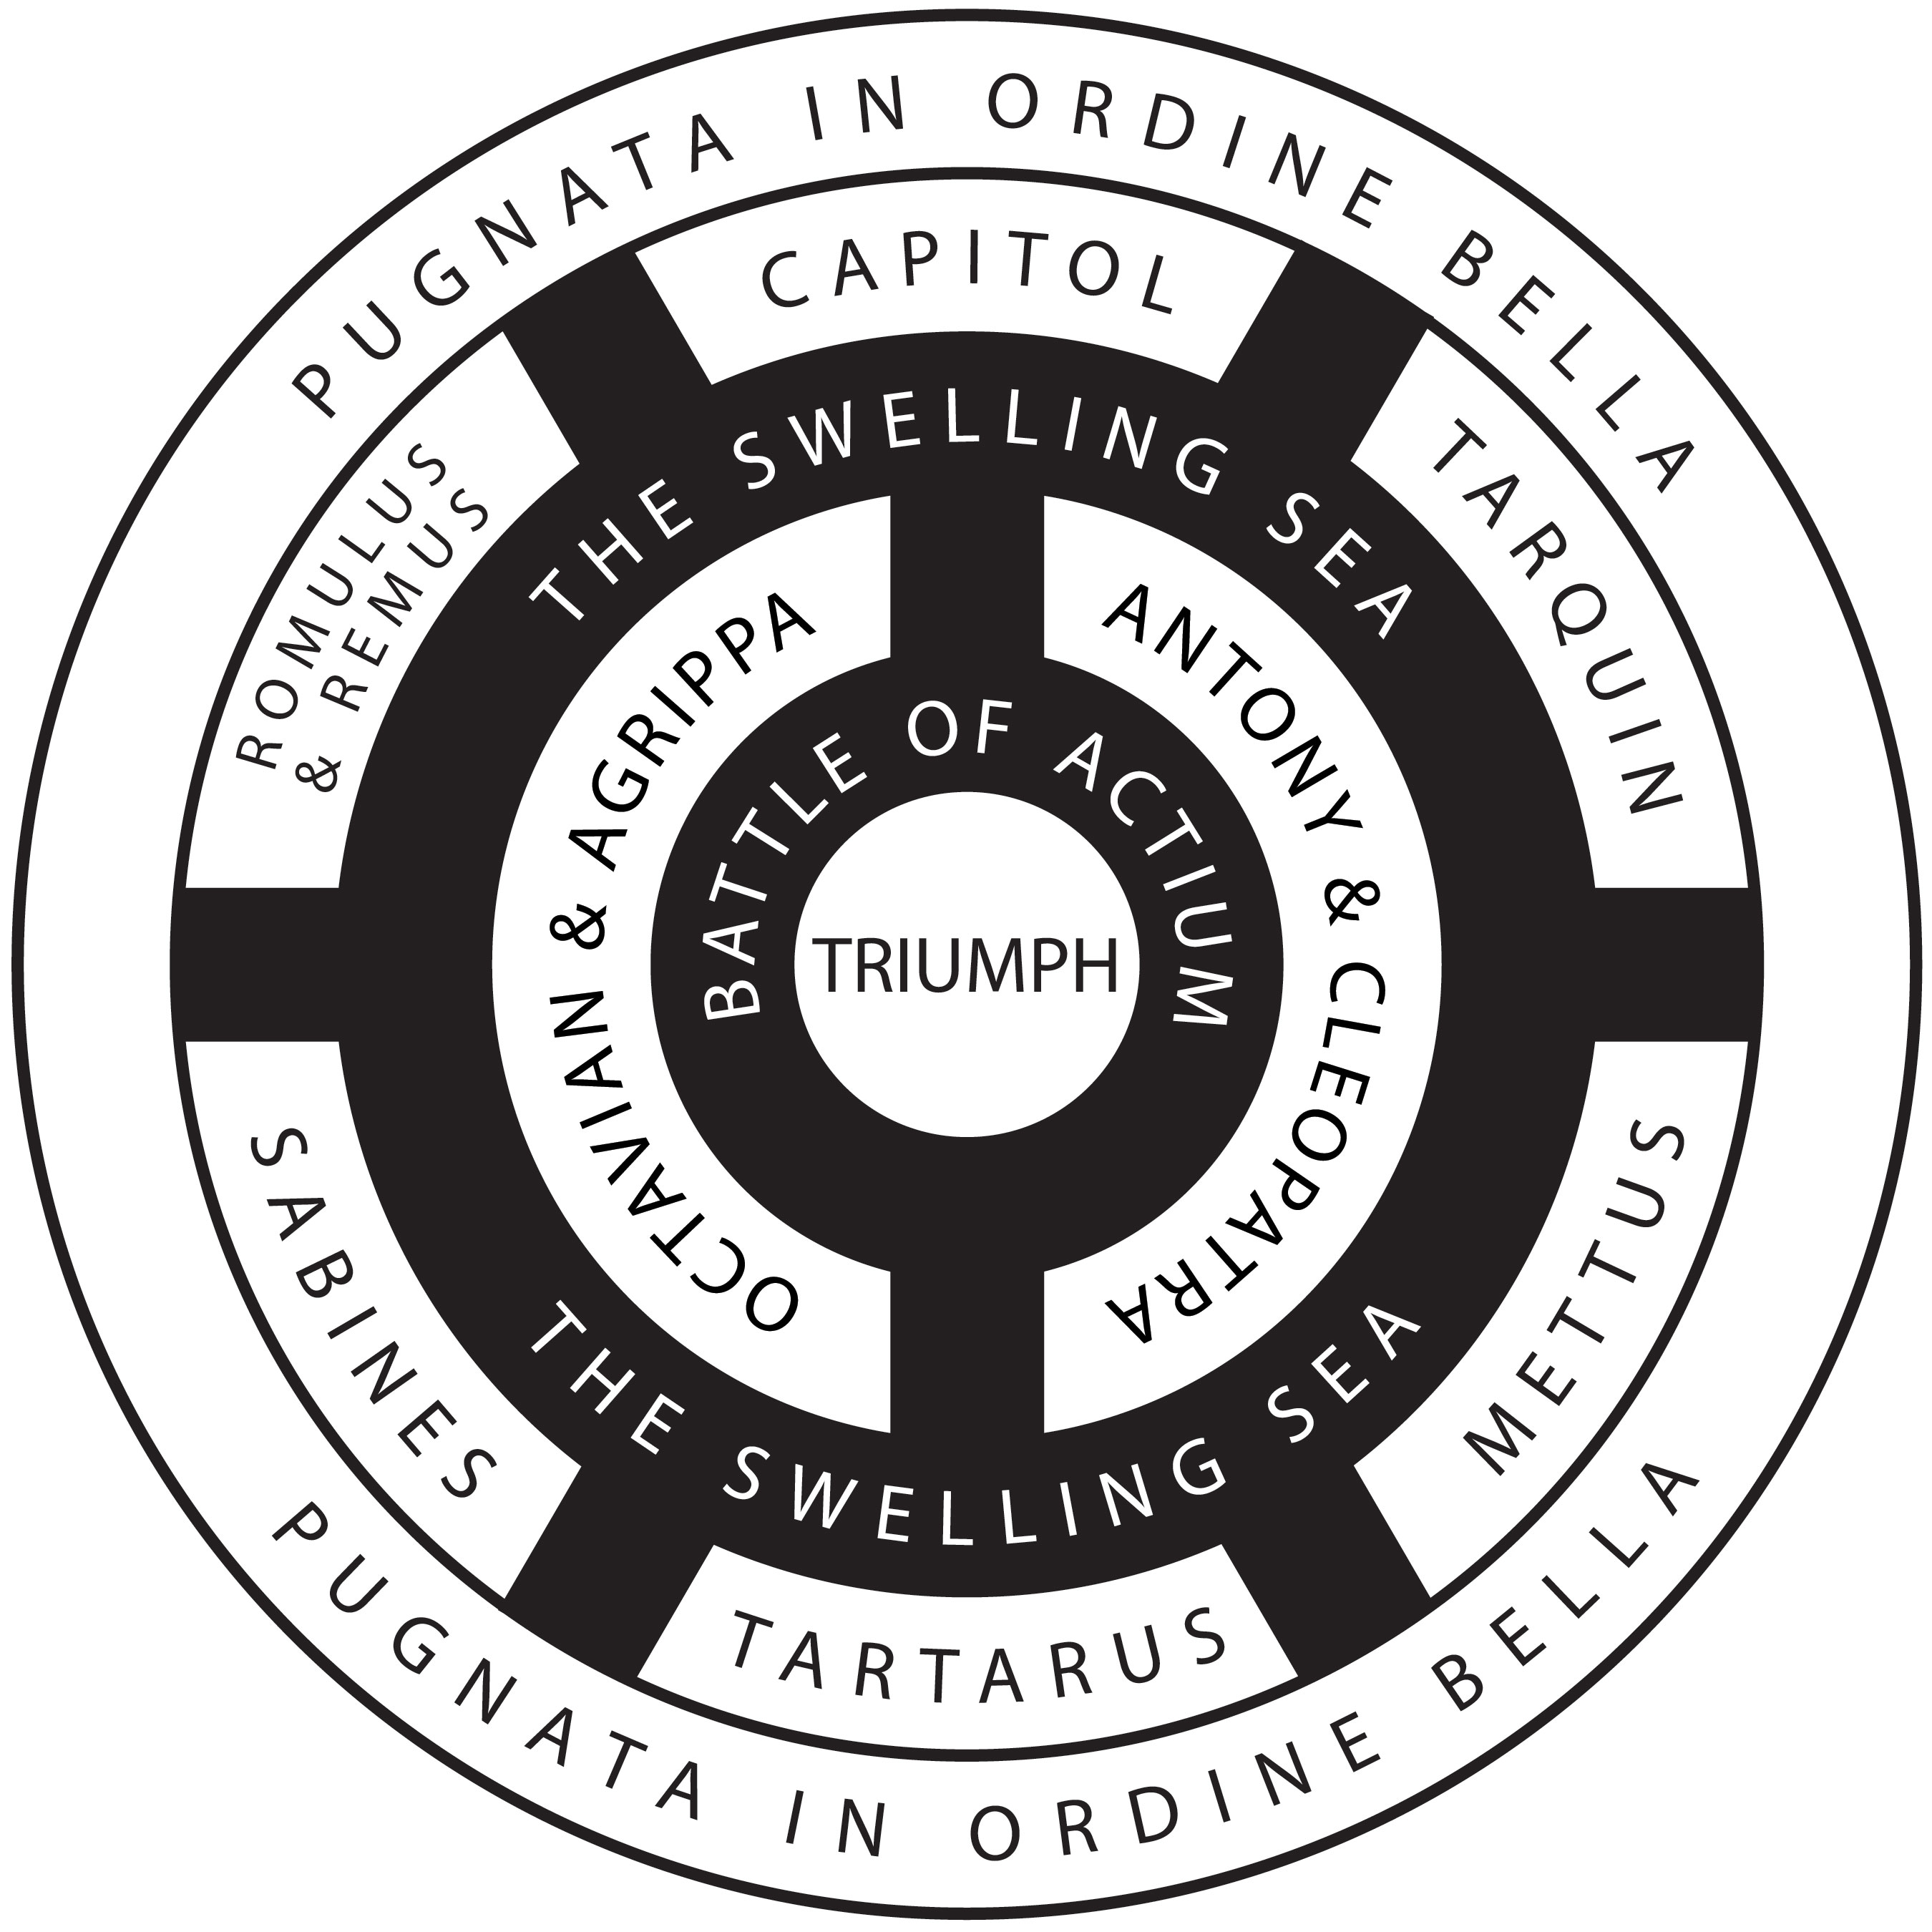 PUGNATA IN ORDINE BELLA
CAPITOL
TARQUIN
METTUS
TARTARUS
SABINES
ROMULUS
& REMUS
THE SWELLING SEA
ANTONY & CLEOPATRA
OCTAVIAN & AGRIPPA
BATTLE OF ACTIUM
TRIUMPH
THE SWELLING SEA
PUGNATA IN ORDINE BELLA